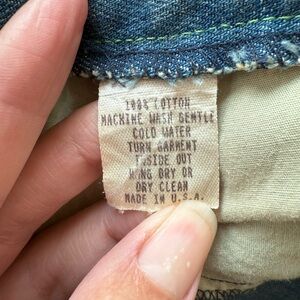 100% COTTON
MACHINE WASH GENTLE
COLD WATER
TURN GARMENT
INSIDE OUT
HANG DRY OR
DRY CLEAN
MADE IN U.S.A.